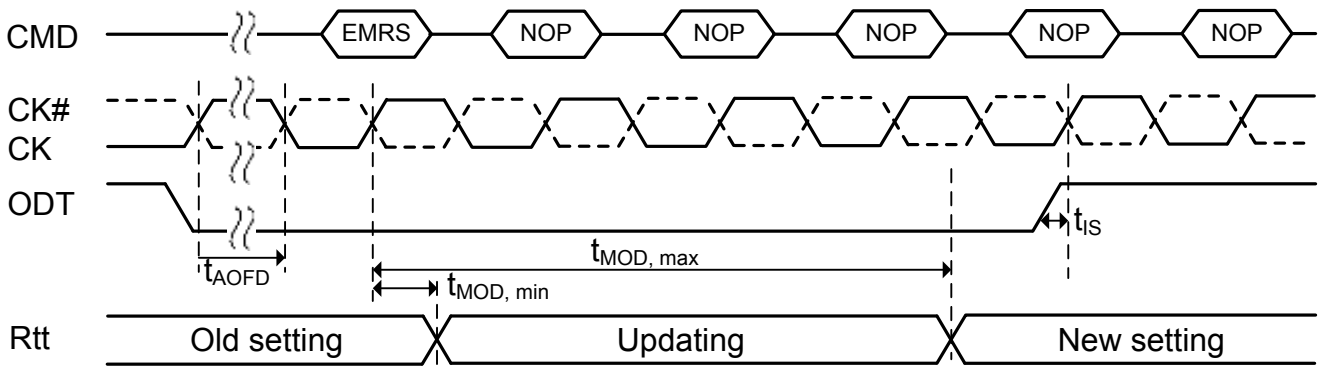 CMD EMRS NOP NOP NOP NOP NOP
CK#
CK
ODT
tIS
tAOFD
tMOD, max
tMOD, min
Rtt Old setting Updating New setting